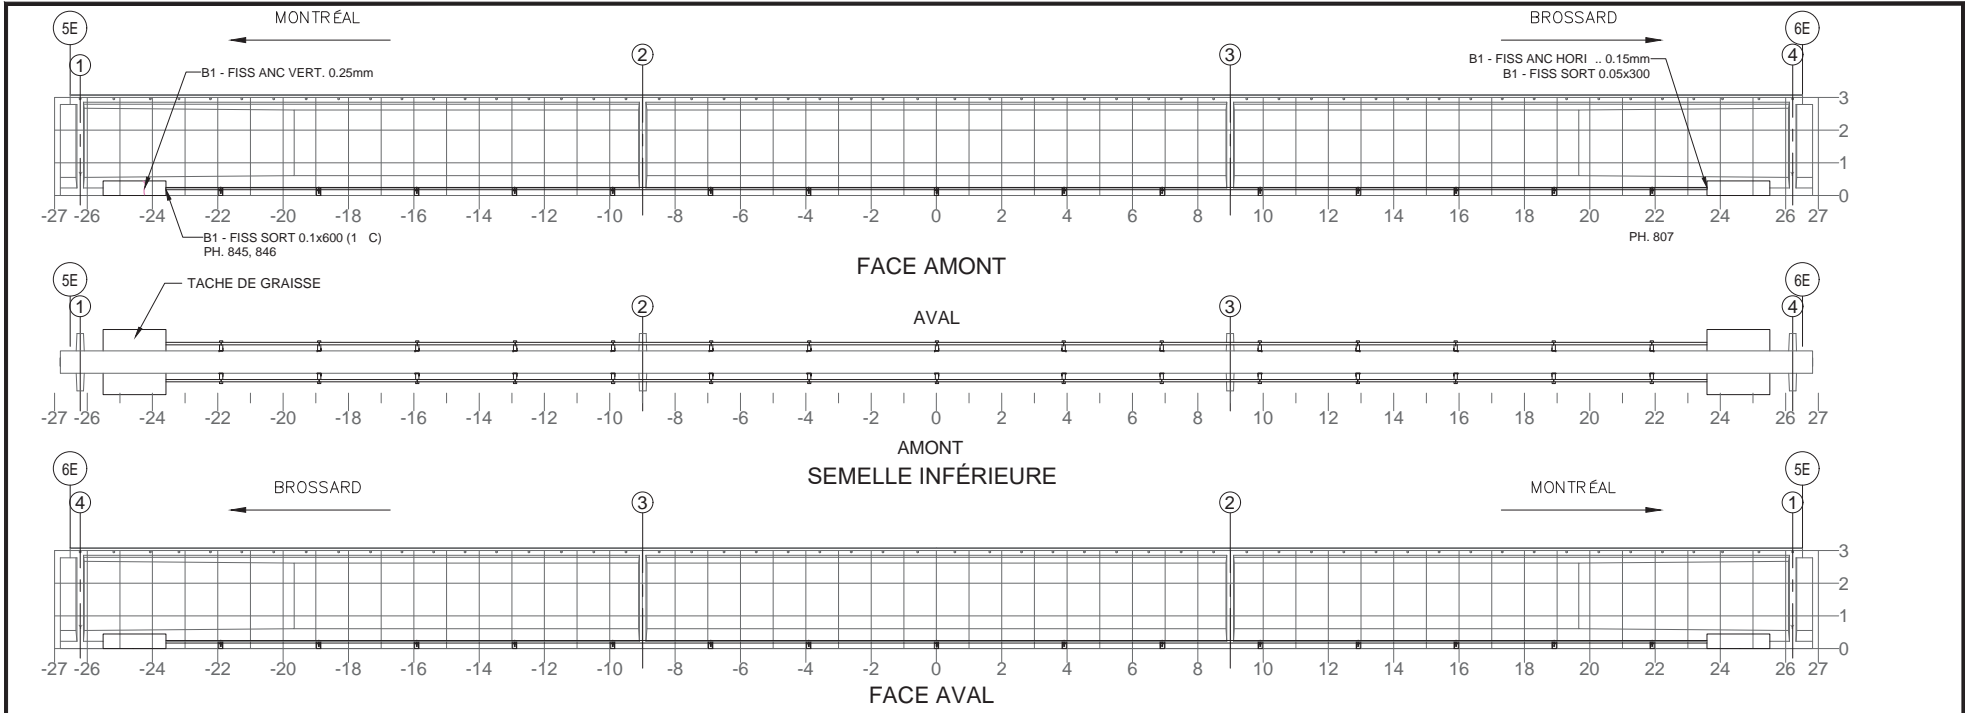 MONTRÉAL
BROSSARD
5E
6E
1
2
3
4
B1 - FISS ANC VERT. 0.25mm
B1 - FISS ANC HORI .. 0.15mm
B1 - FISS SORT 0.05x300
3
2
1
0
-27 -26 -24 -22 -20 -18 -16 -14 -12 -10 -8 -6 -4 -2 0 2 4 6 8 10 12 14 16 18 20 22 24 26 27
B1 - FISS SORT 0.1x600 (1 C)
PH. 845, 846
PH. 807
FACE AMONT
5E
6E
TACHE DE GRAISSE
1
2
3
4
AVAL
-27 -26 -24 -22 -20 -18 -16 -14 -12 -10 -8 -6 -4 -2 0 2 4 6 8 10 12 14 16 18 20 22 24 26 27
AMONT
SEMELLE INFÉRIEURE
6E
5E
BROSSARD
MONTRÉAL
4
3
2
1
3
2
1
0
-27 -26 -24 -22 -20 -18 -16 -14 -12 -10 -8 -6 -4 -2 0 2 4 6 8 10 12 14 16 18 20 22 24 26 27
FACE AVAL